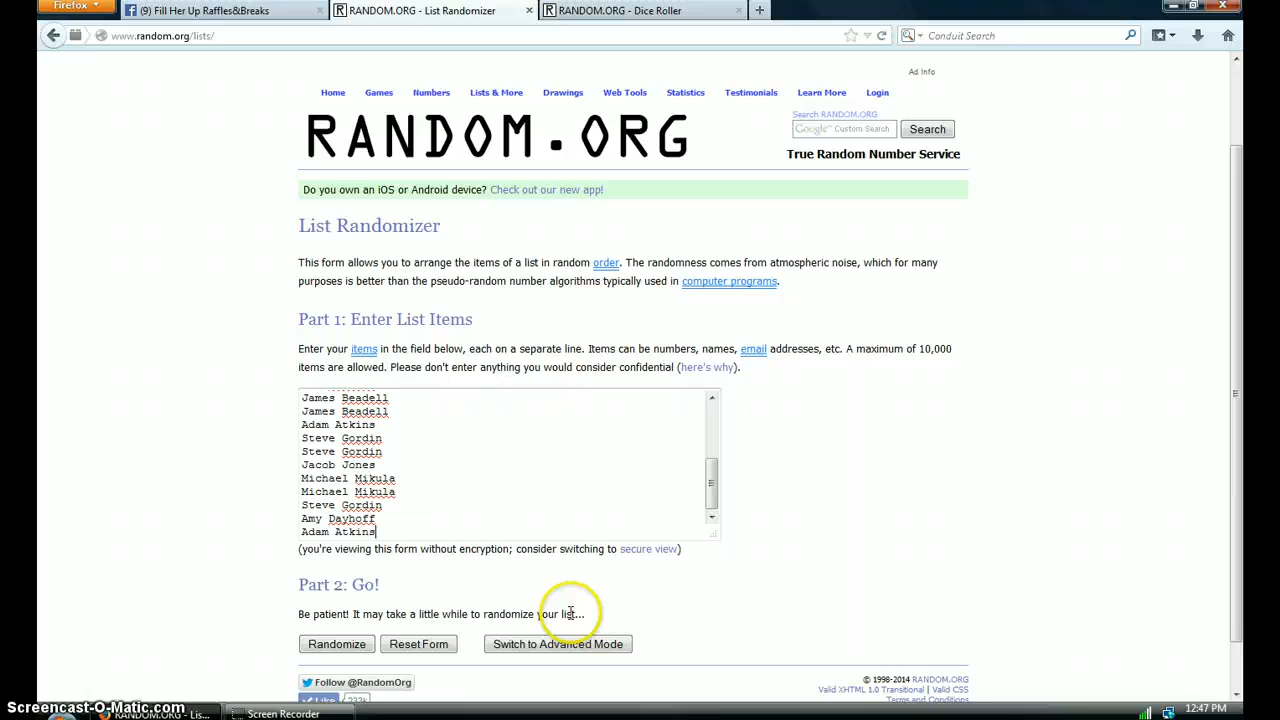 Firefox
(9) Fill Her Up Raffles&Breaks
RANDOM.ORG - List Randomizer
RANDOM.ORG - Dice Roller
www.random.org/lists/
Conduit Search
Ad Info
Home Games Numbers Lists & More Drawings Web Tools Statistics Testimonials Learn More Login
Search RANDOM.ORG
RANDOM.ORG
Google™ Custom Search
Search
True Random Number Service
Do you own an iOS or Android device? Check out our new app!
List Randomizer
This form allows you to arrange the items of a list in random order. The randomness comes from atmospheric noise, which for many
purposes is better than the pseudo-random number algorithms typically used in computer programs.
Part 1: Enter List Items
Enter your items in the field below, each on a separate line. Items can be numbers, names, email addresses, etc. A maximum of 10,000
items are allowed. Please don't enter anything you would consider confidential (here's why).
James Beadell
James Beadell
Adam Atkins
Steve Gordin
Steve Gordin
Jacob Jones
Michael Mikula
Michael Mikula
Steve Gordin
Amy Dayhoff
Adam Atkins
(you're viewing this form without encryption; consider switching to secure view)
Part 2: Go!
Be patient! It may take a little while to randomize your list...
Randomize Reset Form Switch to Advanced Mode
Follow @RandomOrg
© 1998-2014 RANDOM.ORG
Valid XHTML 1.0 Transitional | Valid CSS
Terms and Conditions
Like
Screencast-O-Matic.com
RANDOM.ORG - Lis...
Screen Recorder
12:47 PM